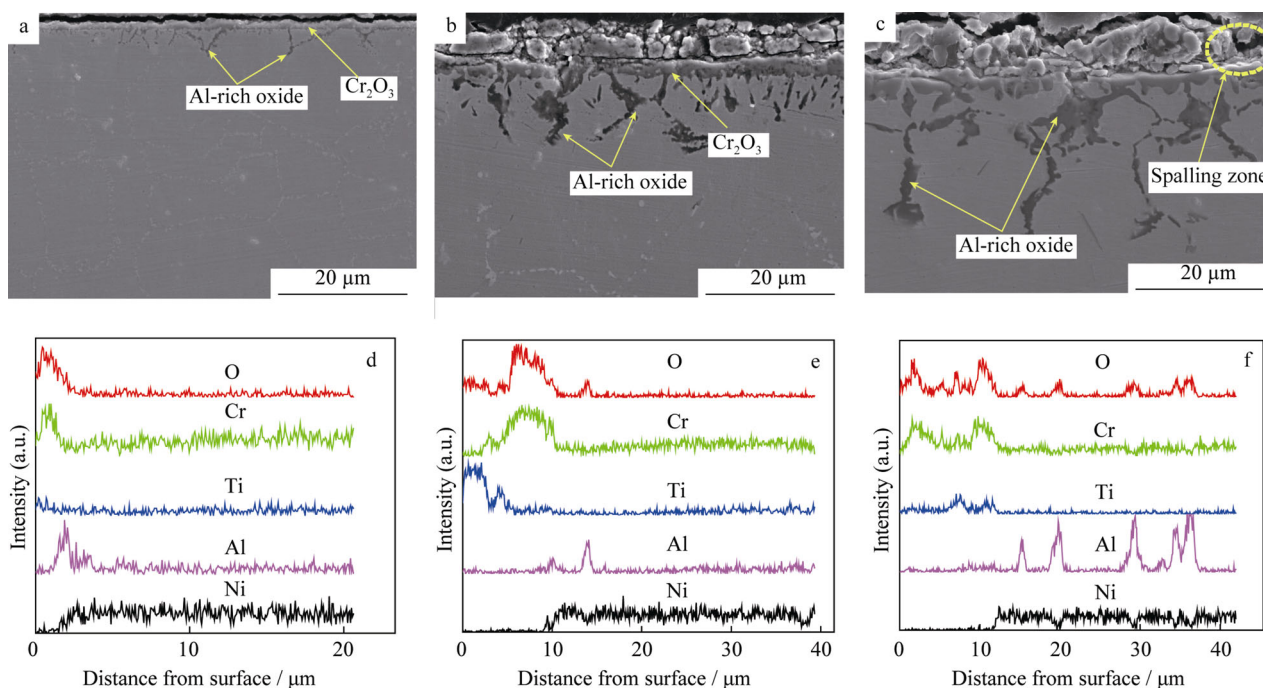 a
Al-rich oxide
Cr₂O₃
20 µm
b
Al-rich oxide
Cr₂O₃
20 µm
c
Spalling zone
Al-rich oxide
20 µm
Intensity (a.u.)
d
O
Cr
Ti
Al
Ni
0 10 20
Distance from surface / µm
Intensity (a.u.)
e
O
Cr
Ti
Al
Ni
0 10 20 30 40
Distance from surface / µm
Intensity (a.u.)
f
O
Cr
Ti
Al
Ni
0 10 20 30 40
Distance from surface / µm